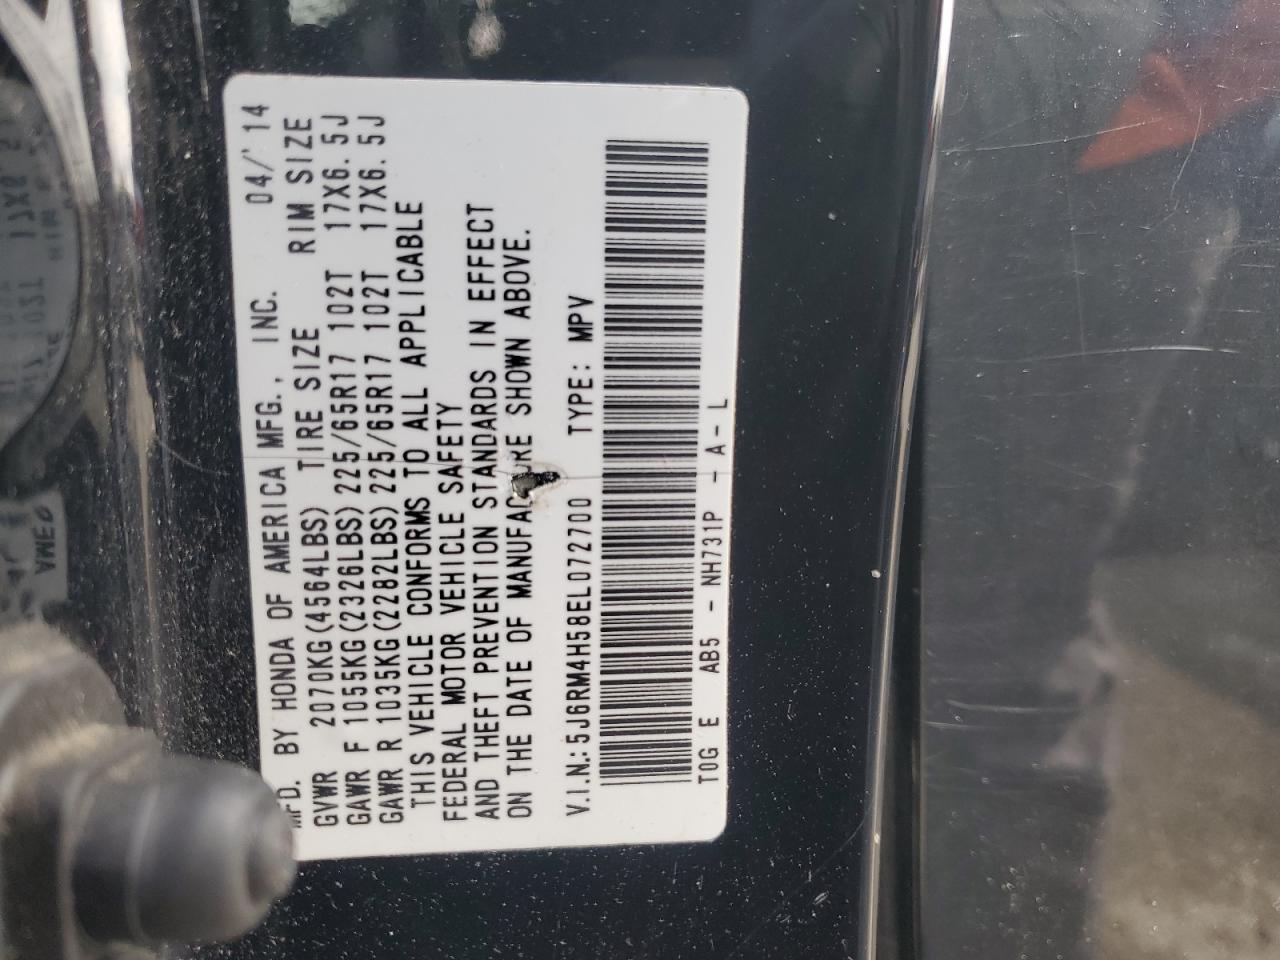 MFD. BY HONDA OF AMERICA MFG., INC. 04/'14
GVWR 2070KG(4564LBS) TIRE SIZE RIM SIZE
GAWR F 1055KG(2326LBS) 225/65R17 102T 17X6.5J
GAWR R 1035KG(2282LBS) 225/65R17 102T 17X6.5J
THIS VEHICLE CONFORMS TO ALL APPLICABLE
FEDERAL MOTOR VEHICLE SAFETY
AND THEFT PREVENTION STANDARDS IN EFFECT
ON THE DATE OF MANUFACTURE SHOWN ABOVE.
V.I.N.: 5J6RM4H58EL072700 TYPE: MPV
TOG E AB5 - NH731P - A - L